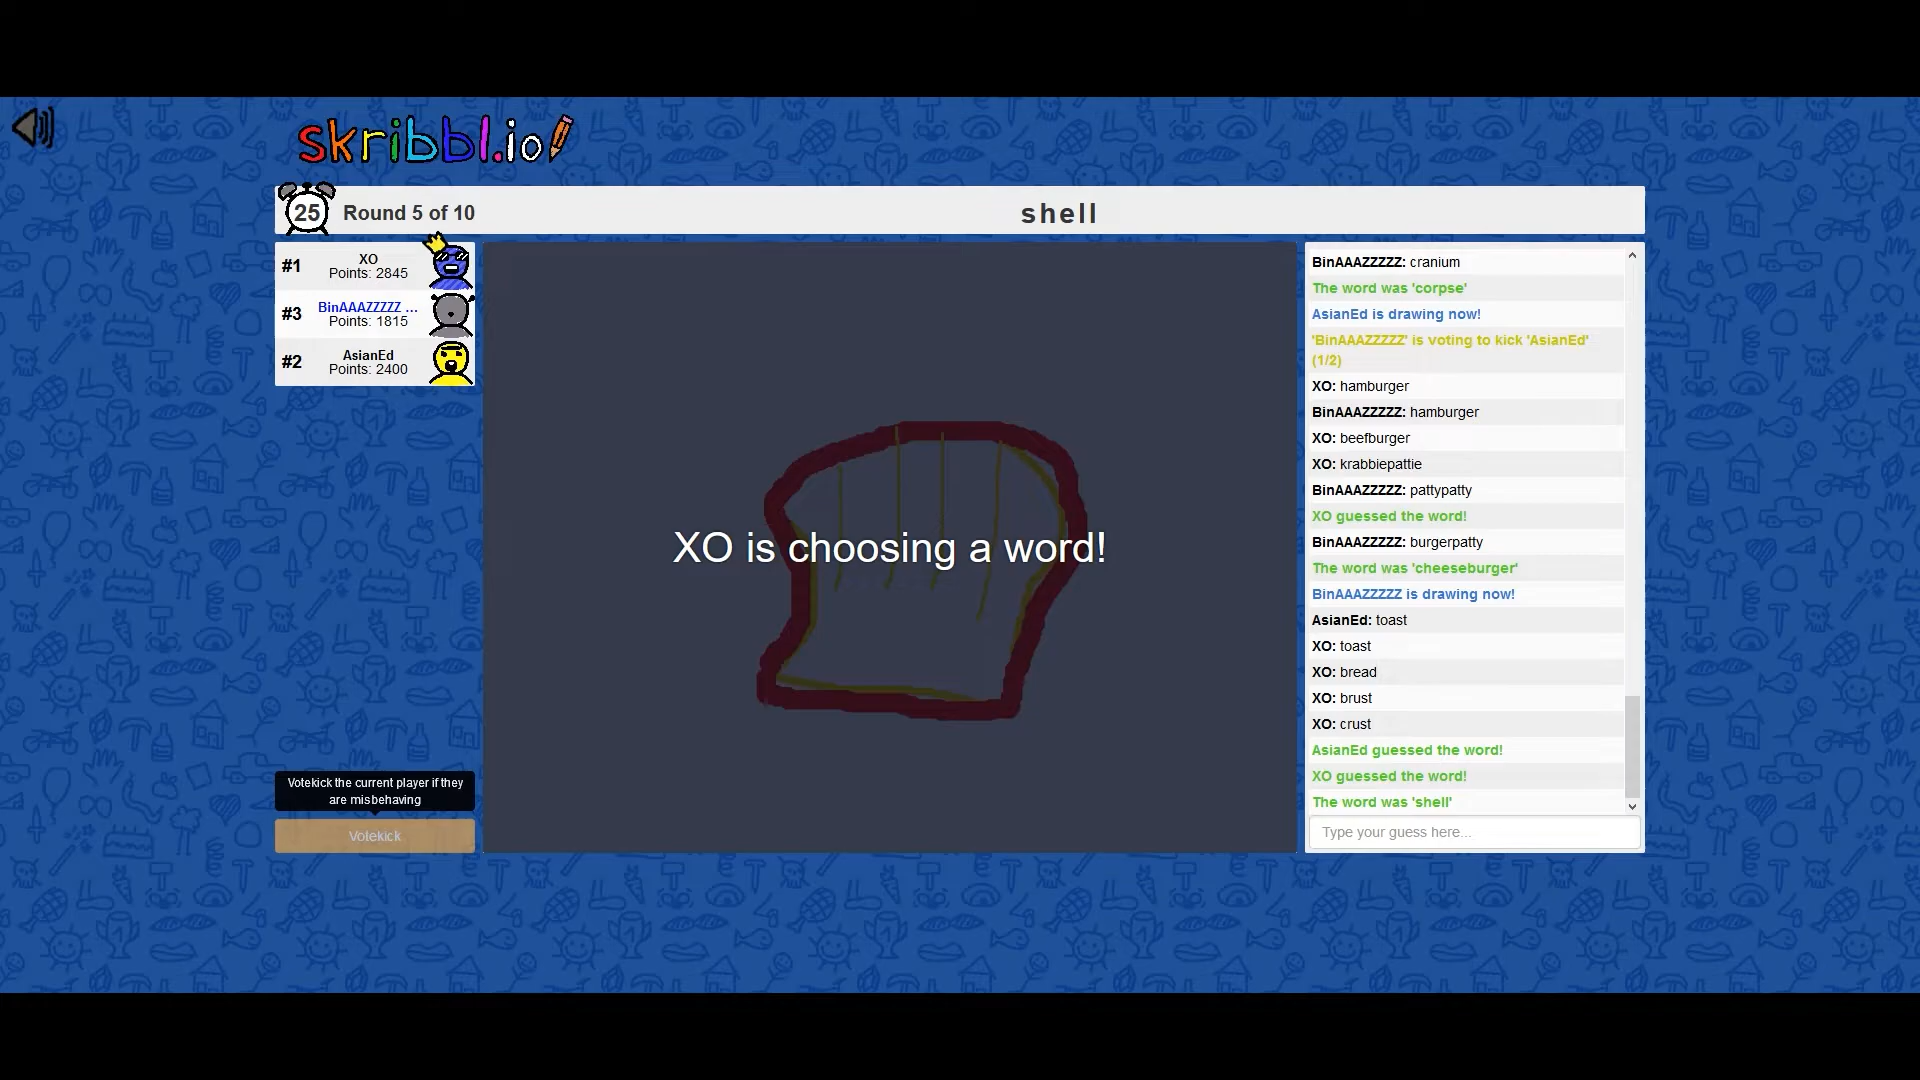 skribbl.io
25
Round 5 of 10
shell
#1
XO
Points: 2845
#3
BinAAAZZZZZ ...
Points: 1815
#2
AsianEd
Points: 2400
XO is choosing a word!
BinAAAZZZZZ: cranium
The word was 'corpse'
AsianEd is drawing now!
'BinAAAZZZZZ' is voting to kick 'AsianEd'
(1/2)
XO: hamburger
BinAAAZZZZZ: hamburger
XO: beefburger
XO: krabbiepattie
BinAAAZZZZZ: pattypatty
XO guessed the word!
BinAAAZZZZZ: burgerpatty
The word was 'cheeseburger'
BinAAAZZZZZ is drawing now!
AsianEd: toast
XO: toast
XO: bread
XO: brust
XO: crust
AsianEd guessed the word!
XO guessed the word!
The word was 'shell'
Type your guess here...
Votekick the current player if they
are misbehaving
Votekick